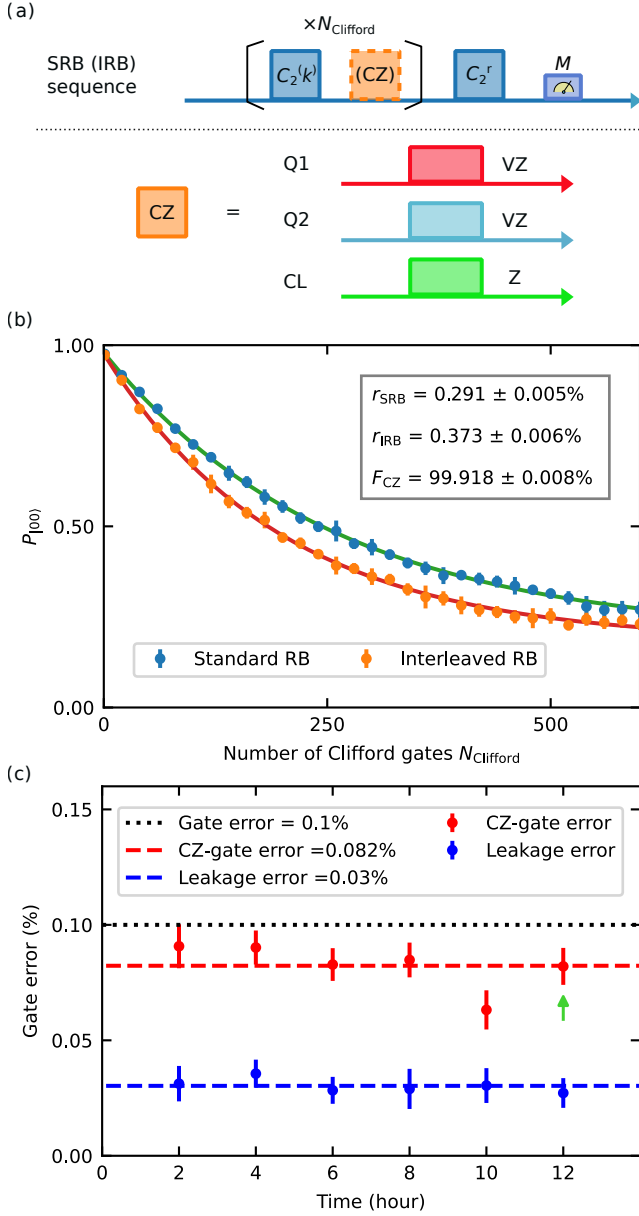 (a)
×N_Clifford
SRB (IRB)
sequence
C₂⁽k⁾
(CZ)
C₂ʳ
M
Q1
VZ
CZ
=
Q2
VZ
CL
Z
(b)
1.00
0.50
0.00
P|00⟩
r_SRB = 0.291 ± 0.005%
r_IRB = 0.373 ± 0.006%
F_CZ = 99.918 ± 0.008%
Standard RB
Interleaved RB
0
250
500
Number of Clifford gates N_Clifford
(c)
0.15
0.10
0.05
0.00
Gate error (%)
Gate error = 0.1%
CZ-gate error =0.082%
Leakage error =0.03%
CZ-gate error
Leakage error
0
2
4
6
8
10
12
Time (hour)